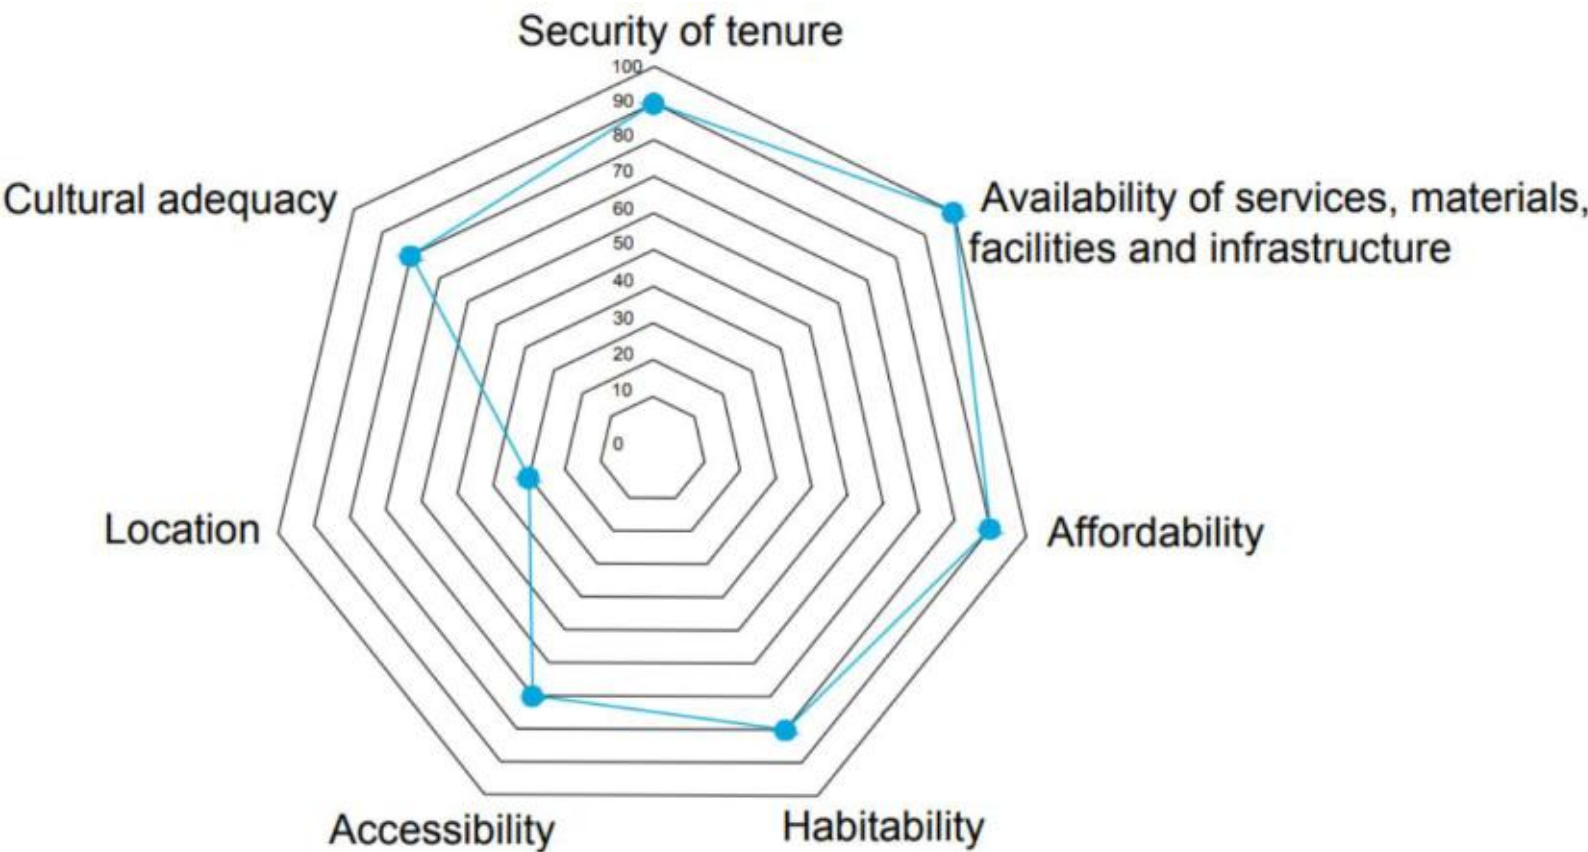 Security of tenure
100
90
80
70
60
50
40
30
20
10
0
Cultural adequacy
Availability of services, materials,
facilities and infrastructure
Location
Affordability
Accessibility
Habitability